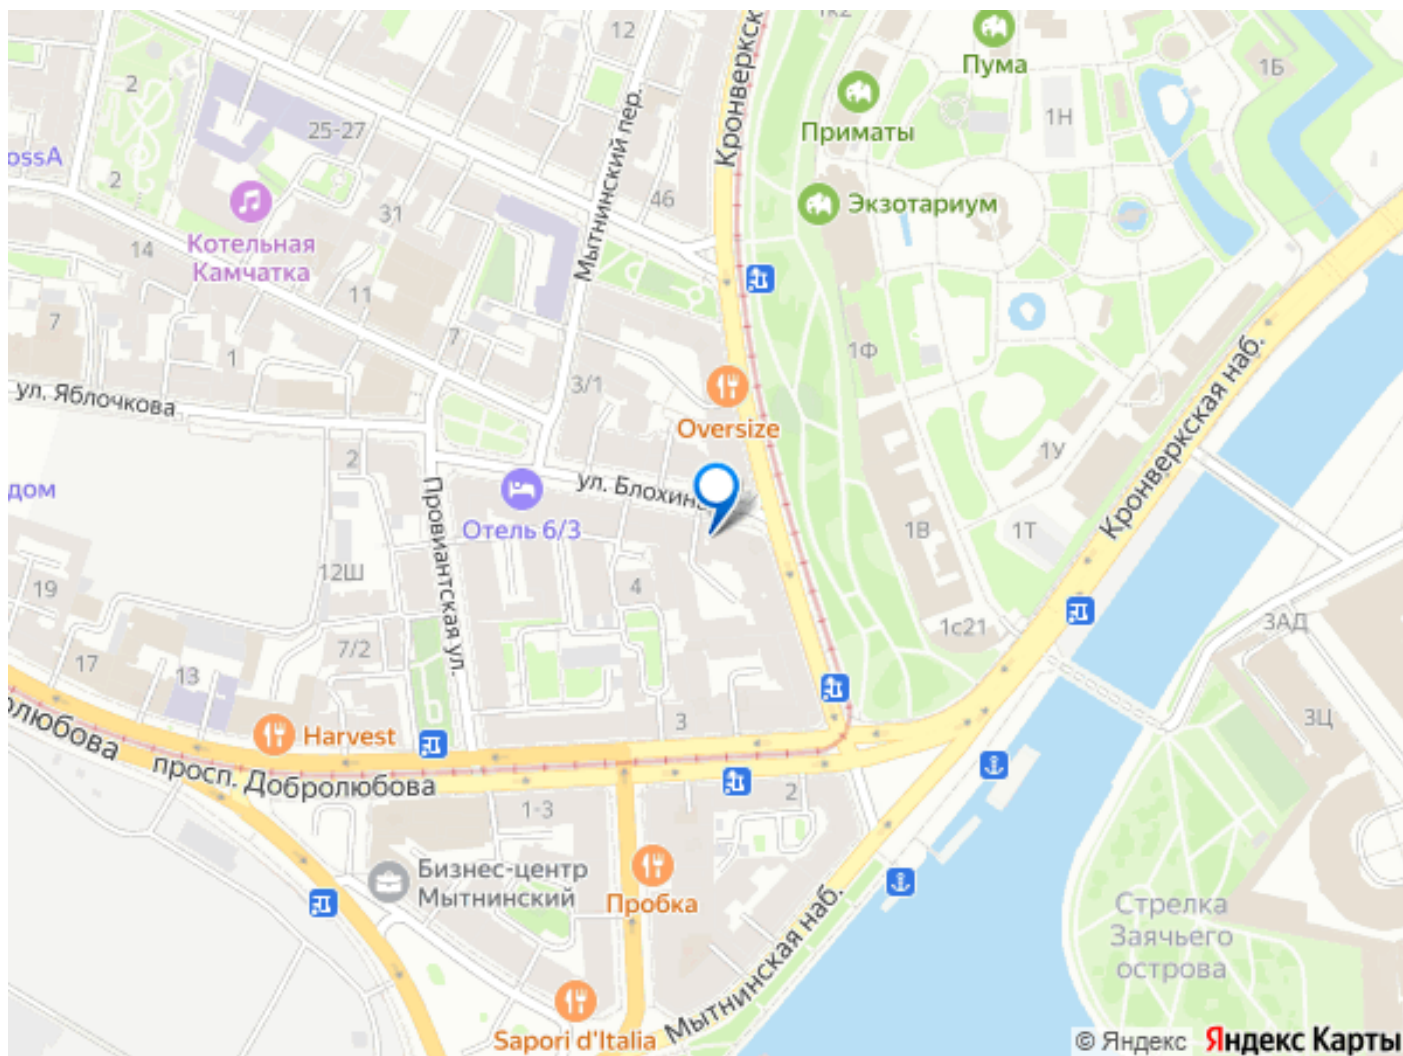 1к2
12
Кронверкск
Пума
1Б
2
Приматы
1Н
25-27
Мытнинский пер.
ossA
2
46
Экзотариум
31
Котельная
Камчатка
14
11
7
7
1
1Ф
3/1
Кронверкская наб.
ул. Яблочкова
Oversize
1У
2
дом
ул. Блохина
Провиантская ул.
Отель 6/3
1В
1Т
12Ш
4
19
3АД
1с21
7/2
17
13
3
3Ц
Harvest
олюбова
просп. Добролюбова
2
1-3
Бизнес-центр
Мытнинский
Пробка
Мытнинская наб.
Стрелка
Заячьего
острова
Sapori d'Italia
© Яндекс Яндекс Карты